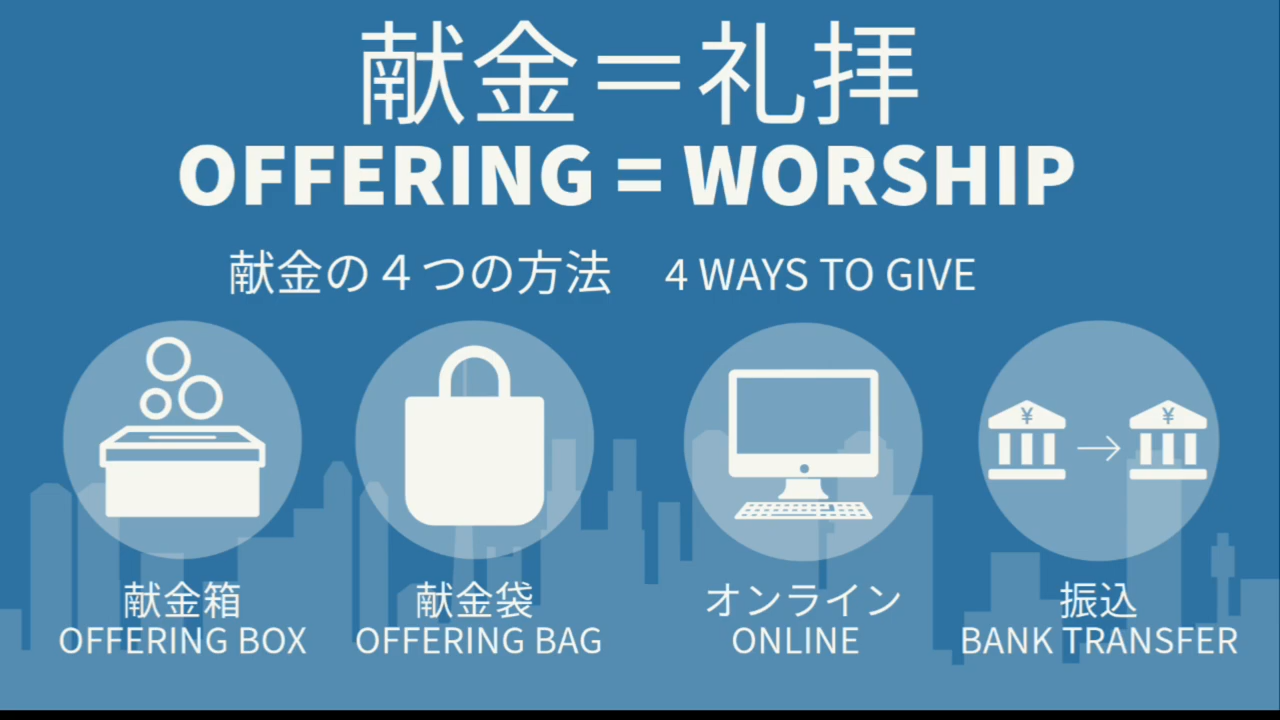 献金＝礼拝
OFFERING = WORSHIP
献金の４つの方法 4 WAYS TO GIVE
¥ ¥
献金箱
OFFERING BOX
献金袋
OFFERING BAG
オンライン
ONLINE
振込
BANK TRANSFER